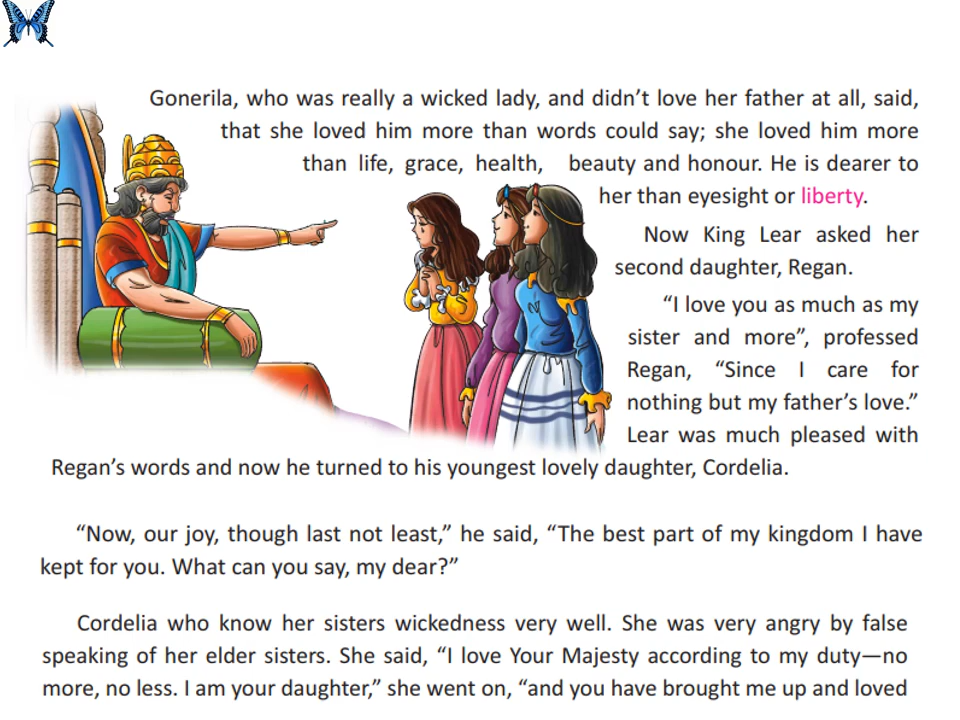 Gonerila, who was really a wicked lady, and didn’t love her father at all, said,
that she loved him more than words could say; she loved him more
than life, grace, health, beauty and honour. He is dearer to
her than eyesight or liberty.
Now King Lear asked her
second daughter, Regan.
“I love you as much as my
sister and more”, professed
Regan, “Since I care for
nothing but my father’s love.”
Lear was much pleased with
Regan’s words and now he turned to his youngest lovely daughter, Cordelia.
“Now, our joy, though last not least,” he said, “The best part of my kingdom I have
kept for you. What can you say, my dear?”
Cordelia who know her sisters wickedness very well. She was very angry by false
speaking of her elder sisters. She said, “I love Your Majesty according to my duty—no
more, no less. I am your daughter,” she went on, “and you have brought me up and loved